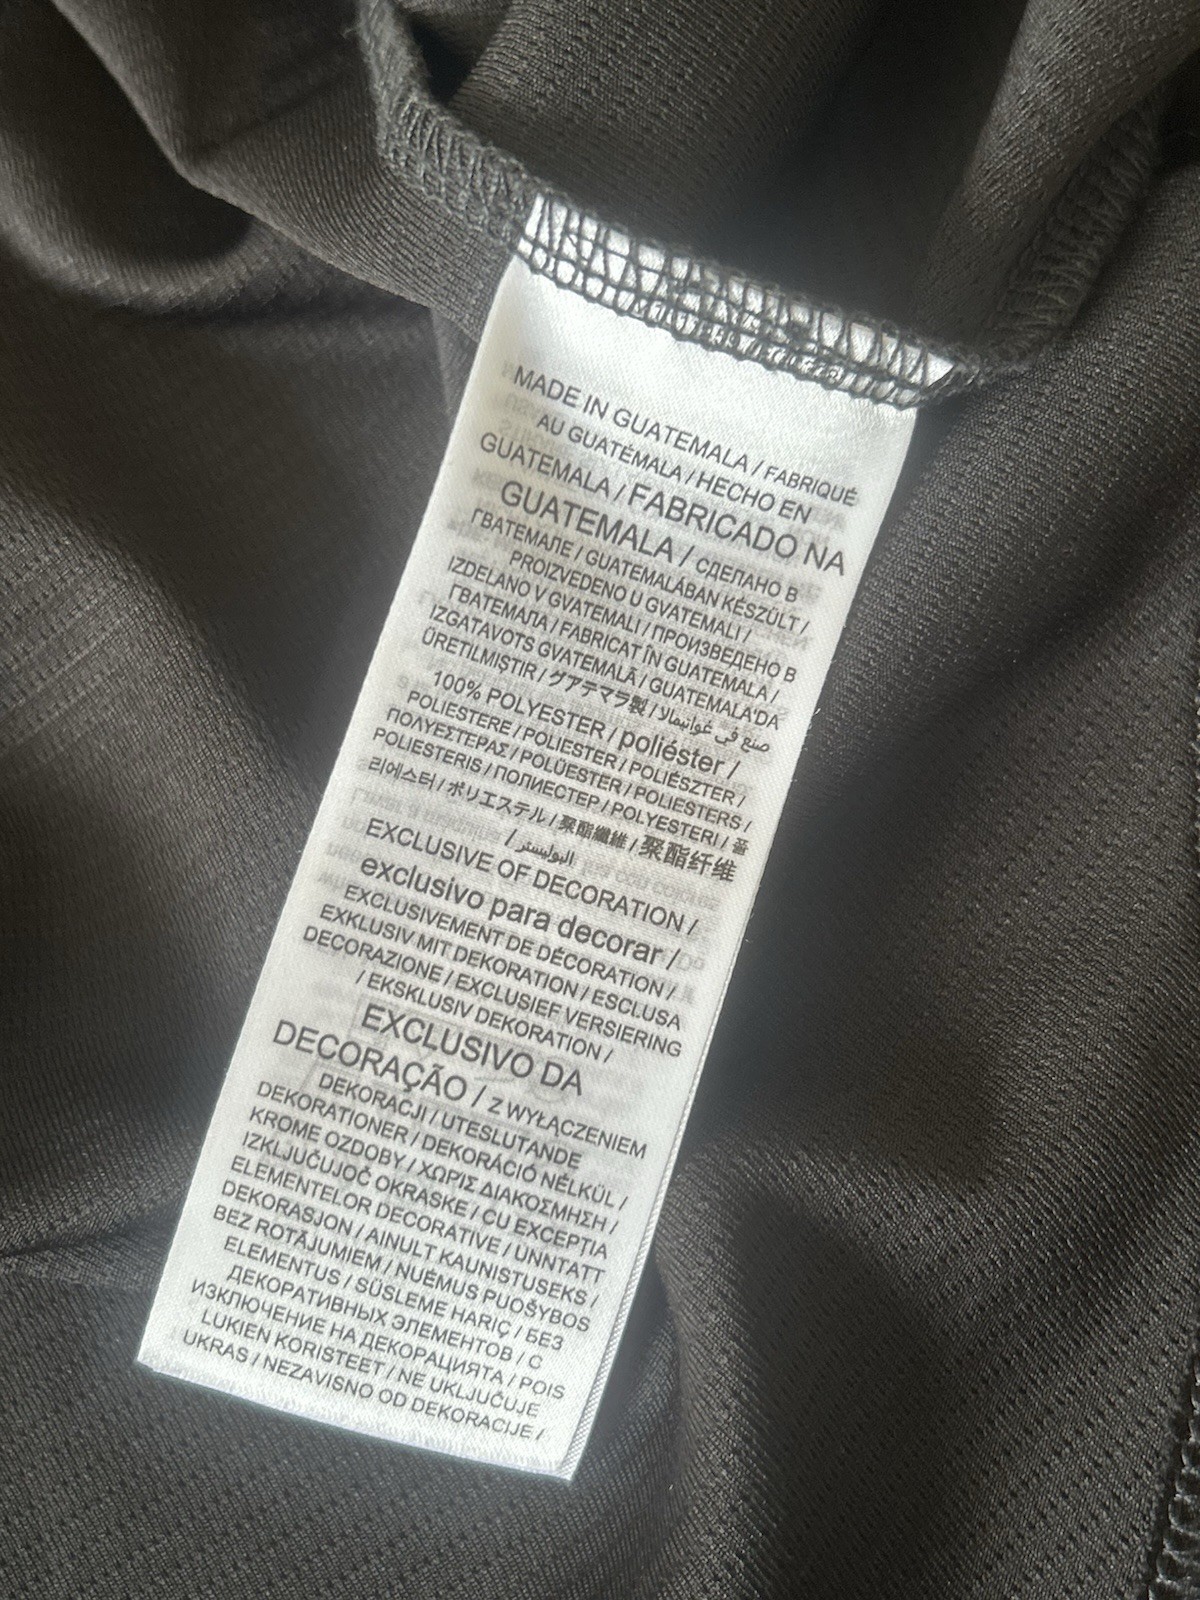 MADE IN GUATEMALA / FABRIQUÉ
AU GUATÉMALA / HECHO EN
GUATEMALA / FABRICADO NA
GUATEMALA / СДЕЛАНО В
ГВАТЕМАЛЕ / GUATEMALÁBAN KÉSZÜLT /
PROIZVEDENO U GVATEMALI /
IZDELANO V GVATEMALI / ПРОИЗВЕДЕНО В
ГВАТЕМАЛА / FABRICAT ÎN GUATEMALA /
IZGATAVOTS GVATEMALĀ / GUATEMALA'DA
ÜRETILMISTIR / グアテマラ製 / صنع في غواتيمالا
100% POLYESTER / poliéster /
POLIESTERE / POLIESTER / POLIÉSZTER /
ΠΟΛΥΕΣΤΕΡΑΣ / POLÜESTER / POLIESTERS /
POLIESTERIS / ПОЛИЕСТЕР / POLYESTERI / 폴
리에스터 / ポリエステル / 聚酯纖維 / 聚酯纤维
/ البوليستر
EXCLUSIVE OF DECORATION /
exclusivo para decorar /
EXCLUSIVEMENT DE DÉCORATION /
EXKLUSIV MIT DEKORATION / ESCLUSA
DECORAZIONE / EXCLUSIEF VERSIERING
/ EKSKLUSIV DEKORATION /
EXCLUSIVO DA
DECORAÇÃO / Z WYŁĄCZENIEM
DEKORACJI / UTESLUTANDE
DEKORATIONER / DEKORÁCIÓ NÉLKÜL /
KROME OZDOBY / ΧΩΡΙΣ ΔΙΑΚΟΣΜΗΣΗ /
IZKLJUČUJOČ OKRASKE / CU EXCEPȚIA
ELEMENTELOR DECORATIVE / UNNTATT
DEKORASJON / AINULT KAUNISTUSEKS /
BEZ ROTĀJUMIEM / NUĖMUS PUOŠYBOS
ELEMENTUS / SÜSLEME HARIÇ / БЕЗ
ДЕКОРАТИВНЫХ ЭЛЕМЕНТОВ / С
ИЗКЛЮЧЕНИЕ НА ДЕКОРАЦИЯТА / POIS
LUKIEN KORISTEET / NE UKLJUČUJE
UKRAS / NEZAVISNO OD DEKORACIJE /